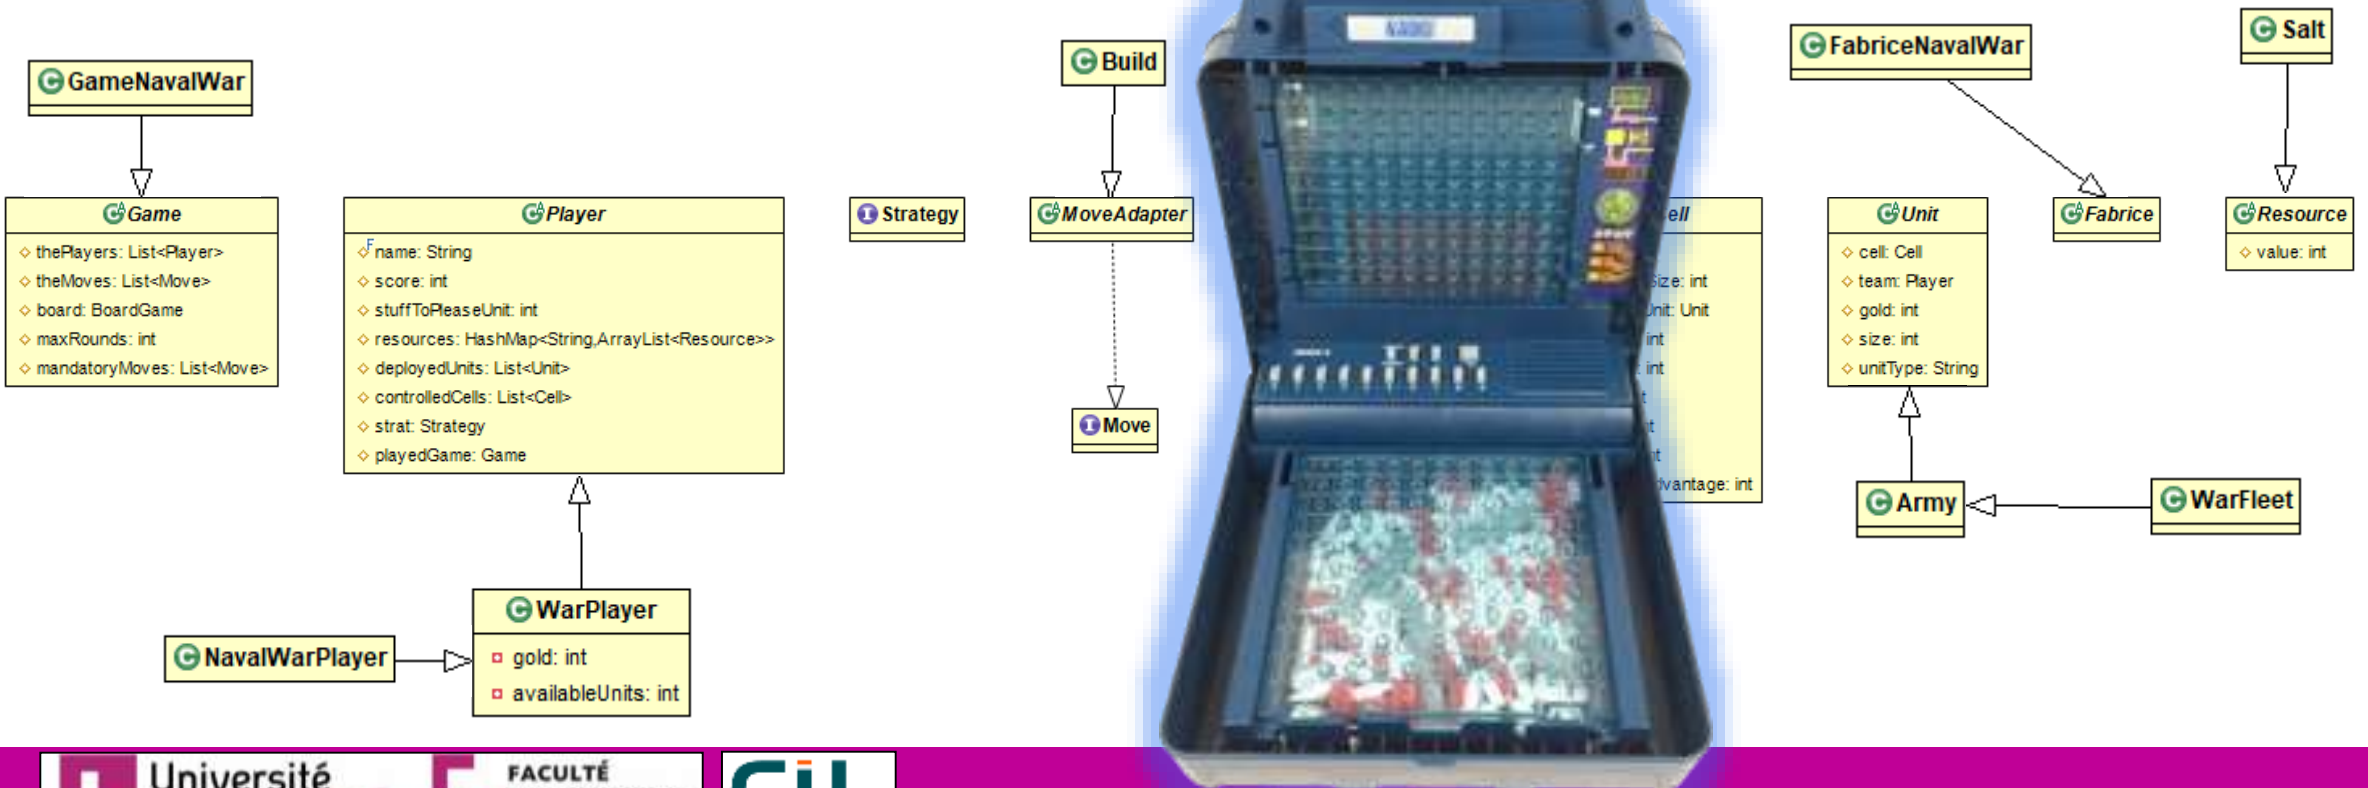 GameNavalWar
Game
thePlayers: List<Player>
theMoves: List<Move>
board: BoardGame
maxRounds: int
mandatoryMoves: List<Move>
Player
name: String
score: int
stuffToPleaseUnit: int
resources: HashMap<String,ArrayList<Resource>>
deployedUnits: List<Unit>
controlledCells: List<Cell>
strat: Strategy
playedGame: Game
NavalWarPlayer
WarPlayer
gold: int
availableUnits: int
Strategy
Build
MoveAdapter
Move
ell
Size: int
Unit: Unit
int
int
dvantage: int
FabriceNavalWar
Fabrice
Salt
Resource
value: int
Unit
cell: Cell
team: Player
gold: int
size: int
unitType: String
Army
WarFleet
Université
FACULTÉ